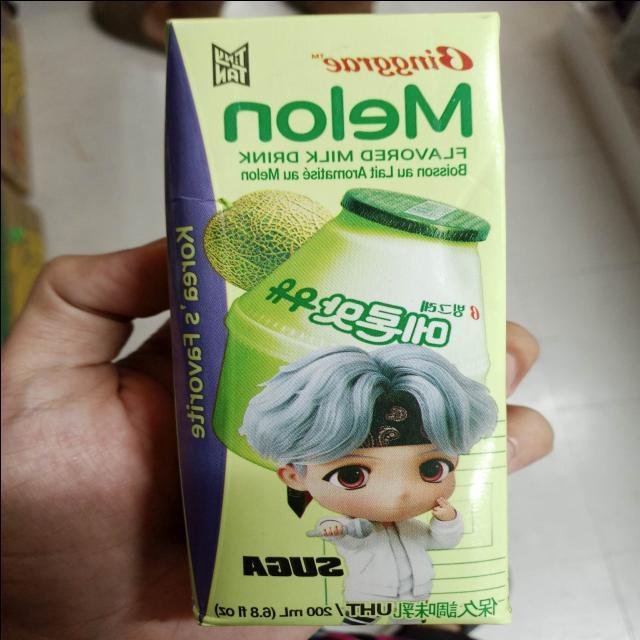 Binggrae™
TINY TAN
Melon
FLAVORED MILK DRINK
Boisson au Lait Aromatisé au Melon
빙그레
메론맛우유
Korea's Favorite
SUGA
保久調味乳 UHT / 200 mL (6.8 fl oz)